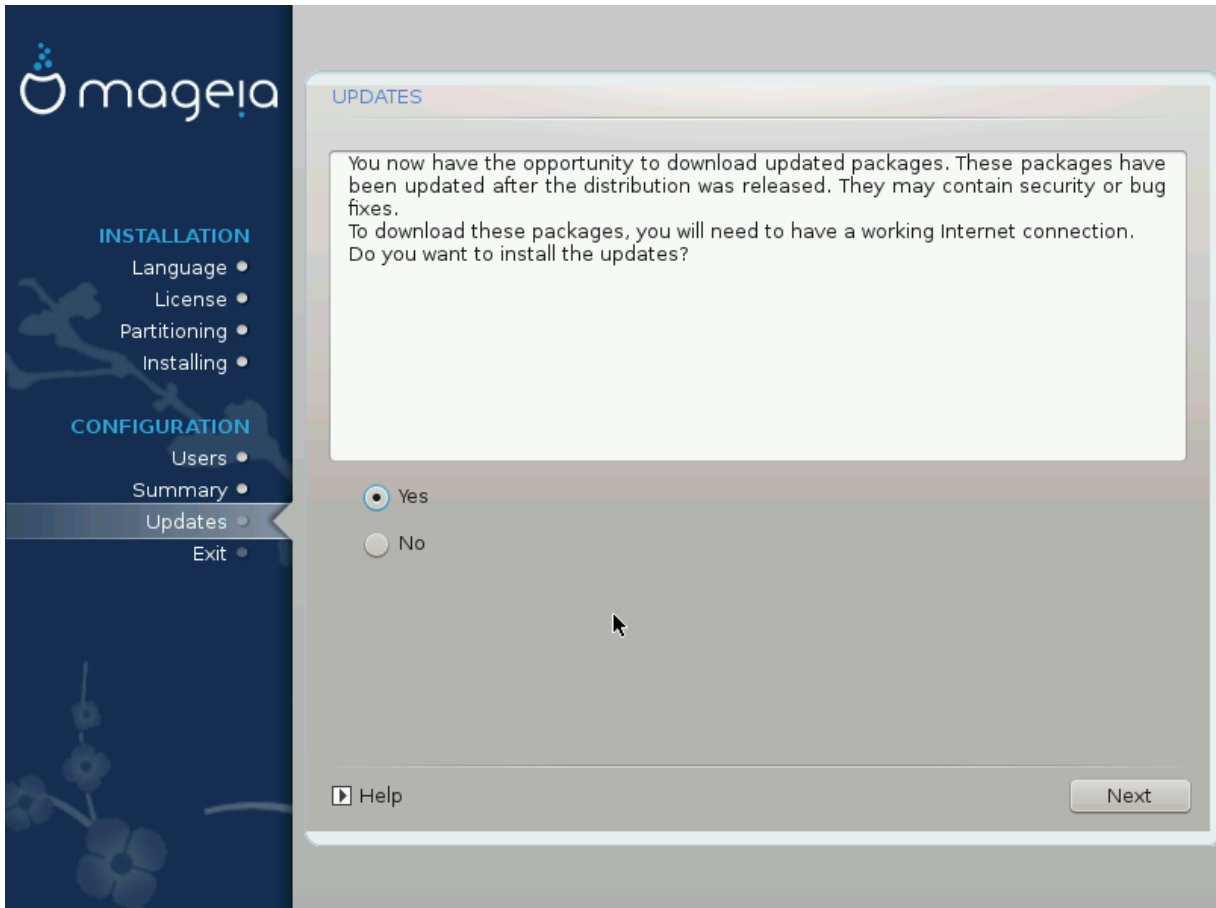 mageia
INSTALLATION
Language
License
Partitioning
Installing
CONFIGURATION
Users
Summary
Updates
Exit
UPDATES
You now have the opportunity to download updated packages. These packages have
been updated after the distribution was released. They may contain security or bug
fixes.
To download these packages, you will need to have a working Internet connection.
Do you want to install the updates?
Yes
No
Help
Next